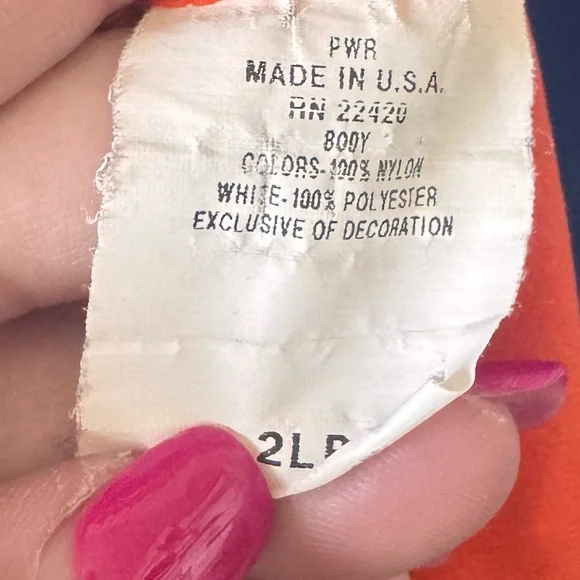 PWR
MADE IN U.S.A.
RN 22420
BODY
COLORS-100% NYLON
WHITE-100% POLYESTER
EXCLUSIVE OF DECORATION